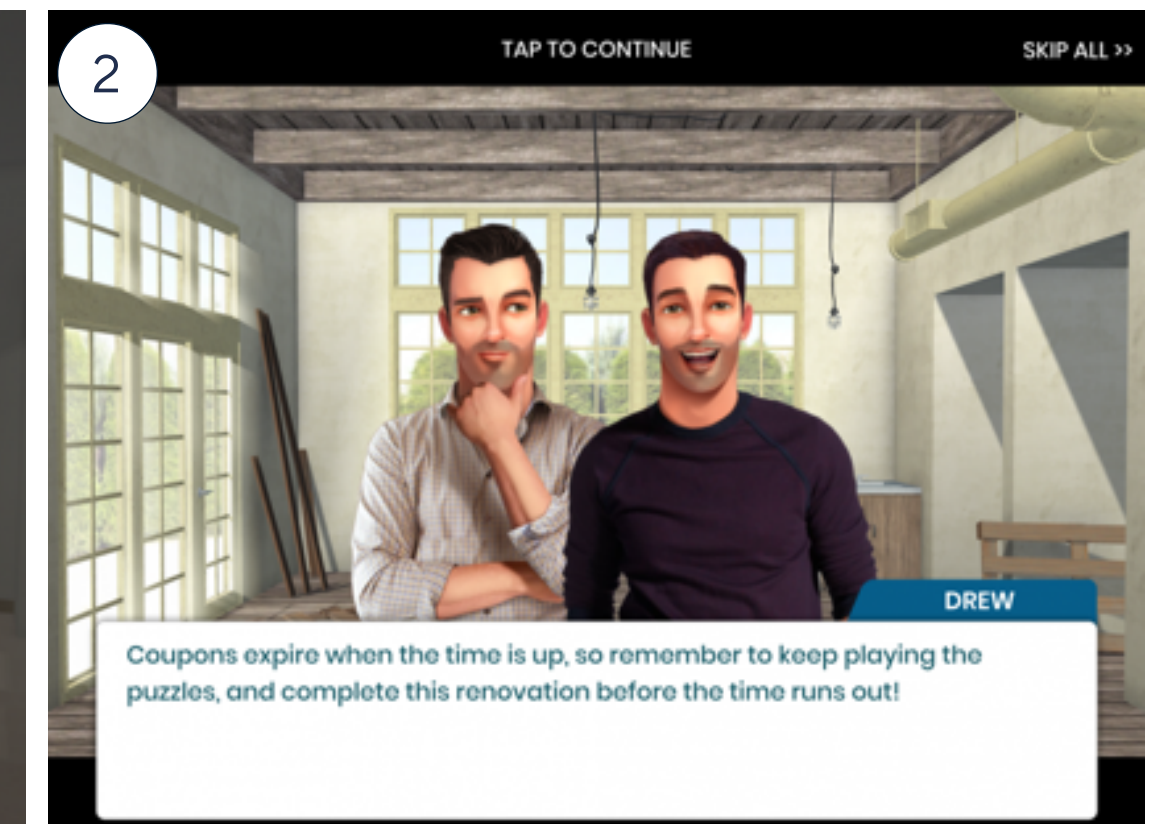 2
TAP TO CONTINUE
SKIP ALL >>
DREW
Coupons expire when the time is up, so remember to keep playing the
puzzles, and complete this renovation before the time runs out!